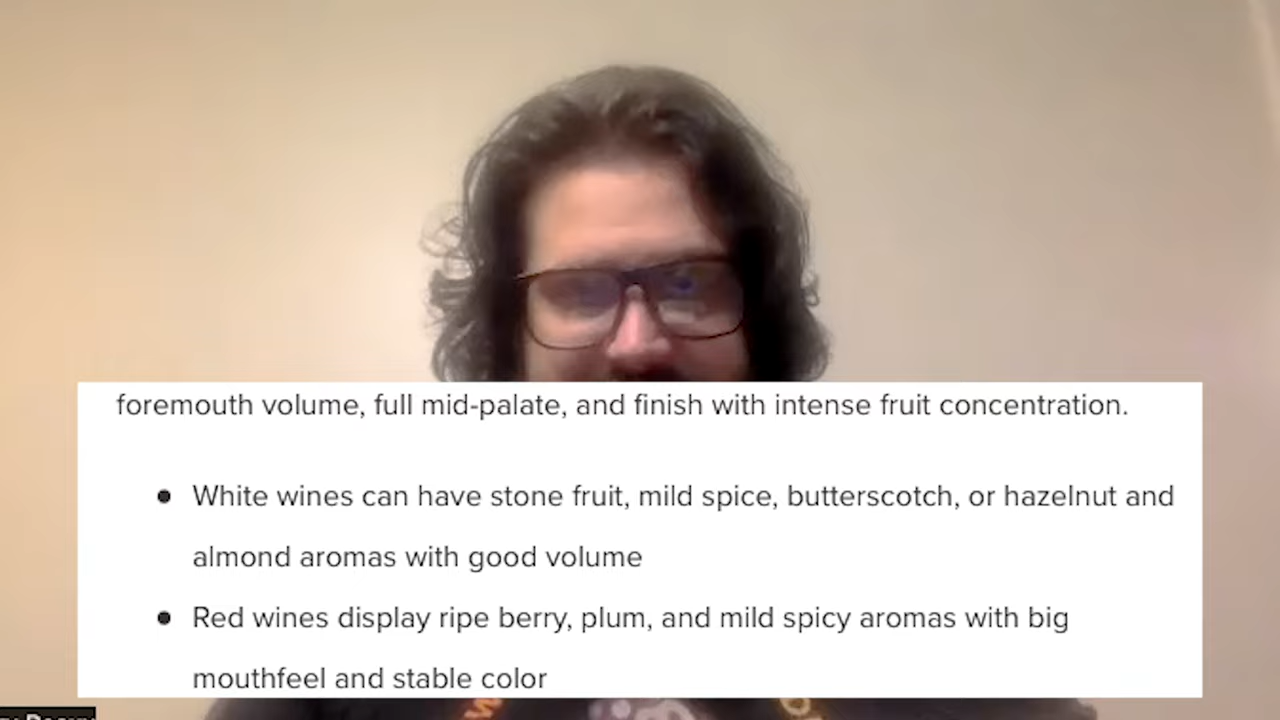 foremouth volume, full mid-palate, and finish with intense fruit concentration.
● White wines can have stone fruit, mild spice, butterscotch, or hazelnut and
almond aromas with good volume
● Red wines display ripe berry, plum, and mild spicy aromas with big
mouthfeel and stable color